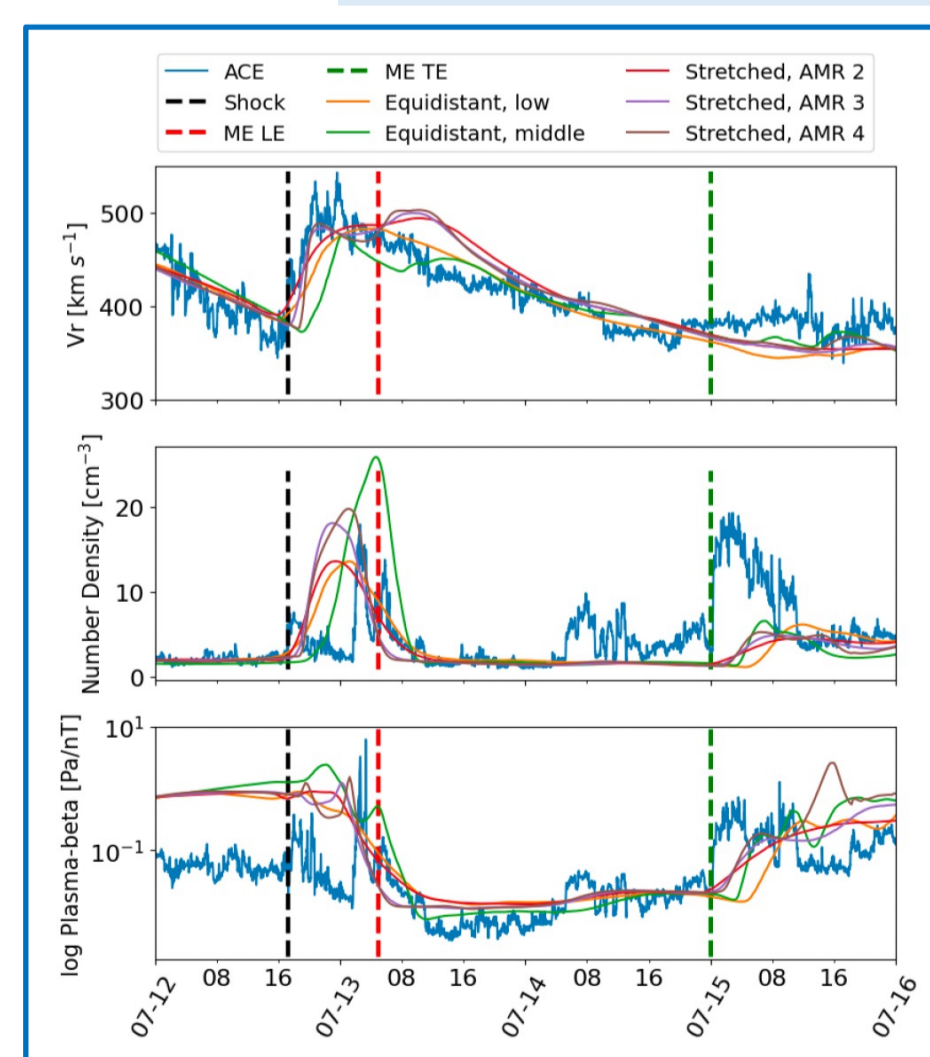 ACE
Shock
ME LE
ME TE
Equidistant, low
Equidistant, middle
Stretched, AMR 2
Stretched, AMR 3
Stretched, AMR 4
Vr [km s⁻¹]
500
400
300
Number Density [cm⁻³]
20
10
0
log Plasma-beta [Pa/nT]
10¹
10⁻¹
07-12 08 16 07-13 08 16 07-14 08 16 07-15 08 16 07-16